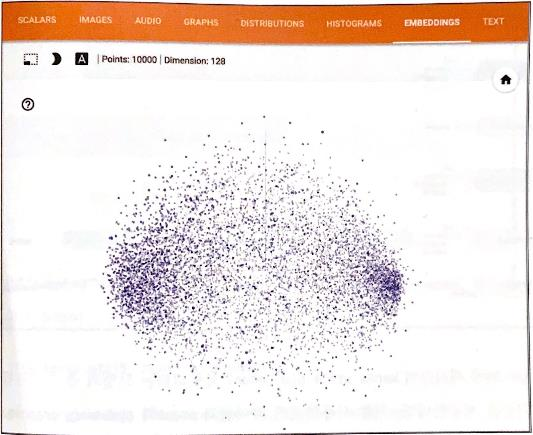 SCALARS IMAGES AUDIO GRAPHS DISTRIBUTIONS HISTOGRAMS EMBEDDINGS TEXT
A | Points: 10000 | Dimension: 128
?